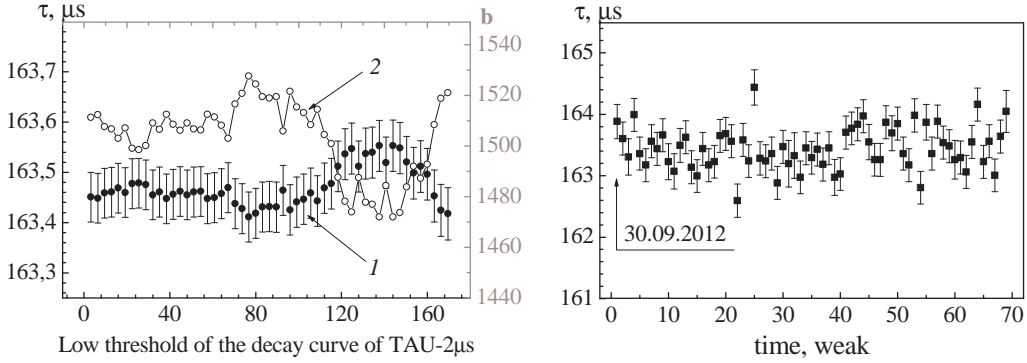 τ, μs
b
163,7
163,6
163,5
163,4
163,3
1540
1520
1500
1480
1460
1440
2
1
0 40 80 120 160
Low threshold of the decay curve of TAU-2μs
τ, μs
165
164
163
162
161
30.09.2012
0 10 20 30 40 50 60 70
time, weak